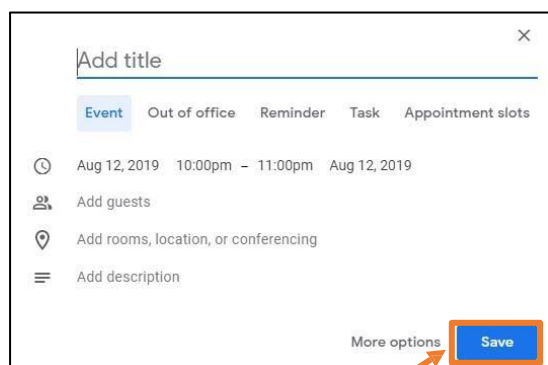 Add title
Event Out of office Reminder Task Appointment slots
Aug 12, 2019 10:00pm – 11:00pm Aug 12, 2019
Add guests
Add rooms, location, or conferencing
Add description
More options Save